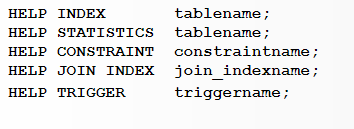 HELP INDEX tablename;
HELP STATISTICS tablename;
HELP CONSTRAINT constraintname;
HELP JOIN INDEX join_indexname;
HELP TRIGGER triggername;